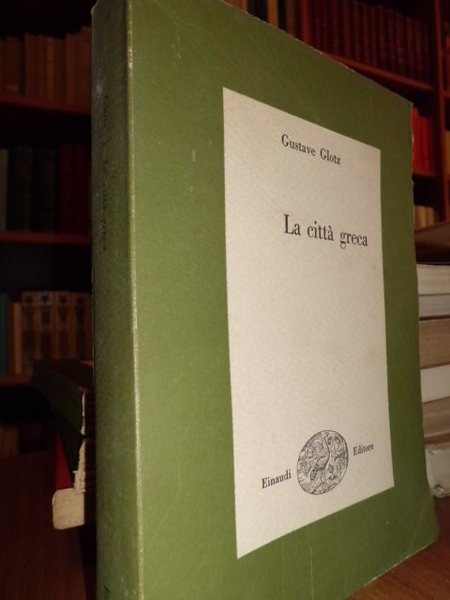 Gustave Glotz
La città greca
Einaudi Editore